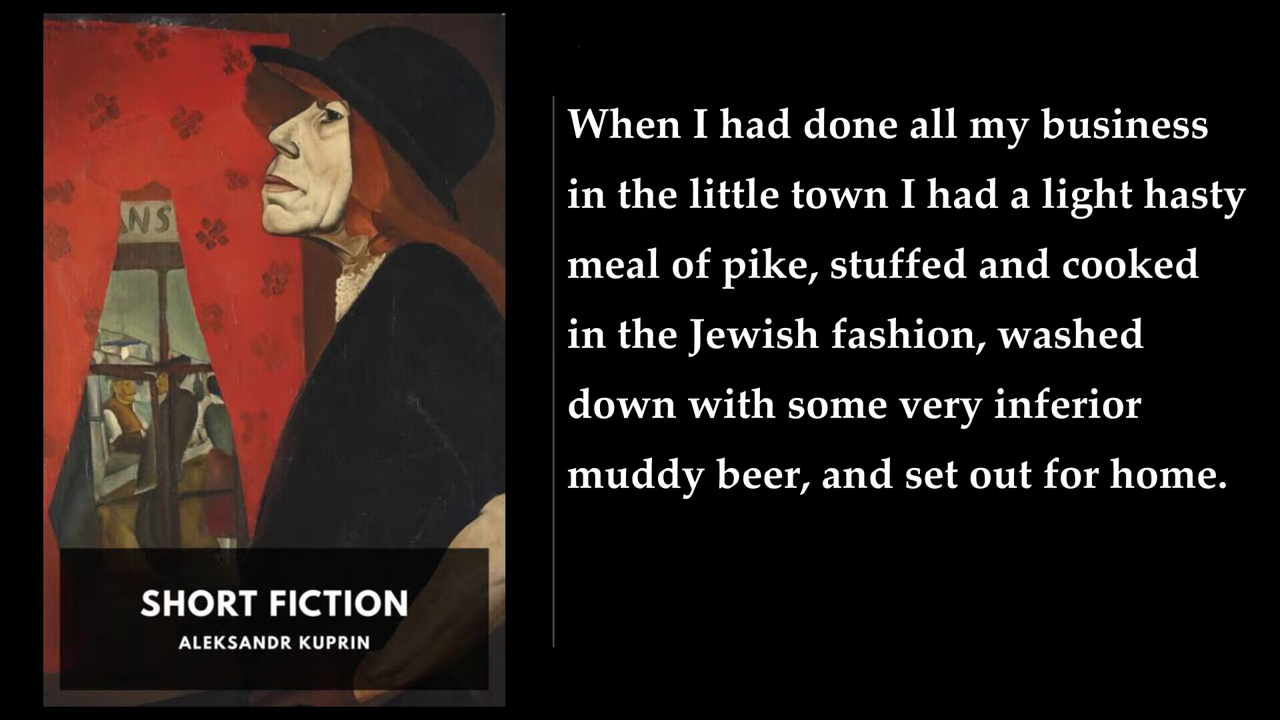 ANS
SHORT FICTION
ALEKSANDR KUPRIN
When I had done all my business
in the little town I had a light hasty
meal of pike, stuffed and cooked
in the Jewish fashion, washed
down with some very inferior
muddy beer, and set out for home.